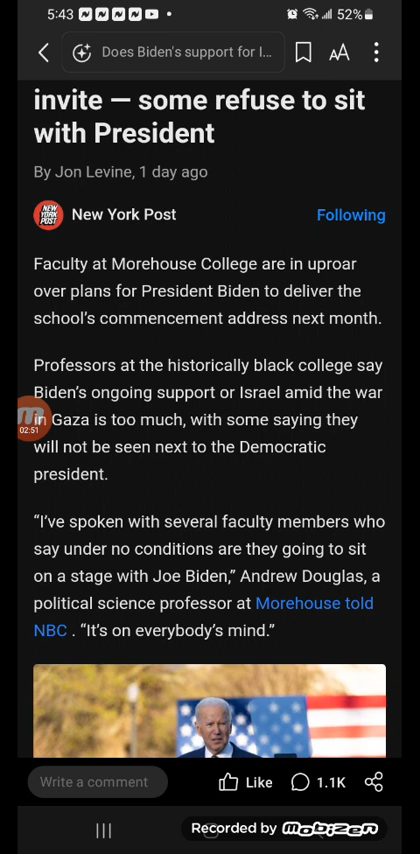 5:43
52%
Does Biden's support for I...
AA
invite — some refuse to sit
with President
By Jon Levine, 1 day ago
NEW YORK POST
New York Post
Following
Faculty at Morehouse College are in uproar
over plans for President Biden to deliver the
school's commencement address next month.
Professors at the historically black college say
Biden's ongoing support or Israel amid the war
in Gaza is too much, with some saying they
02:51
will not be seen next to the Democratic
president.
“I've spoken with several faculty members who
say under no conditions are they going to sit
on a stage with Joe Biden,” Andrew Douglas, a
political science professor at Morehouse told
NBC . “It's on everybody's mind.”
Write a comment
Like
1.1K
Recorded by mobizen